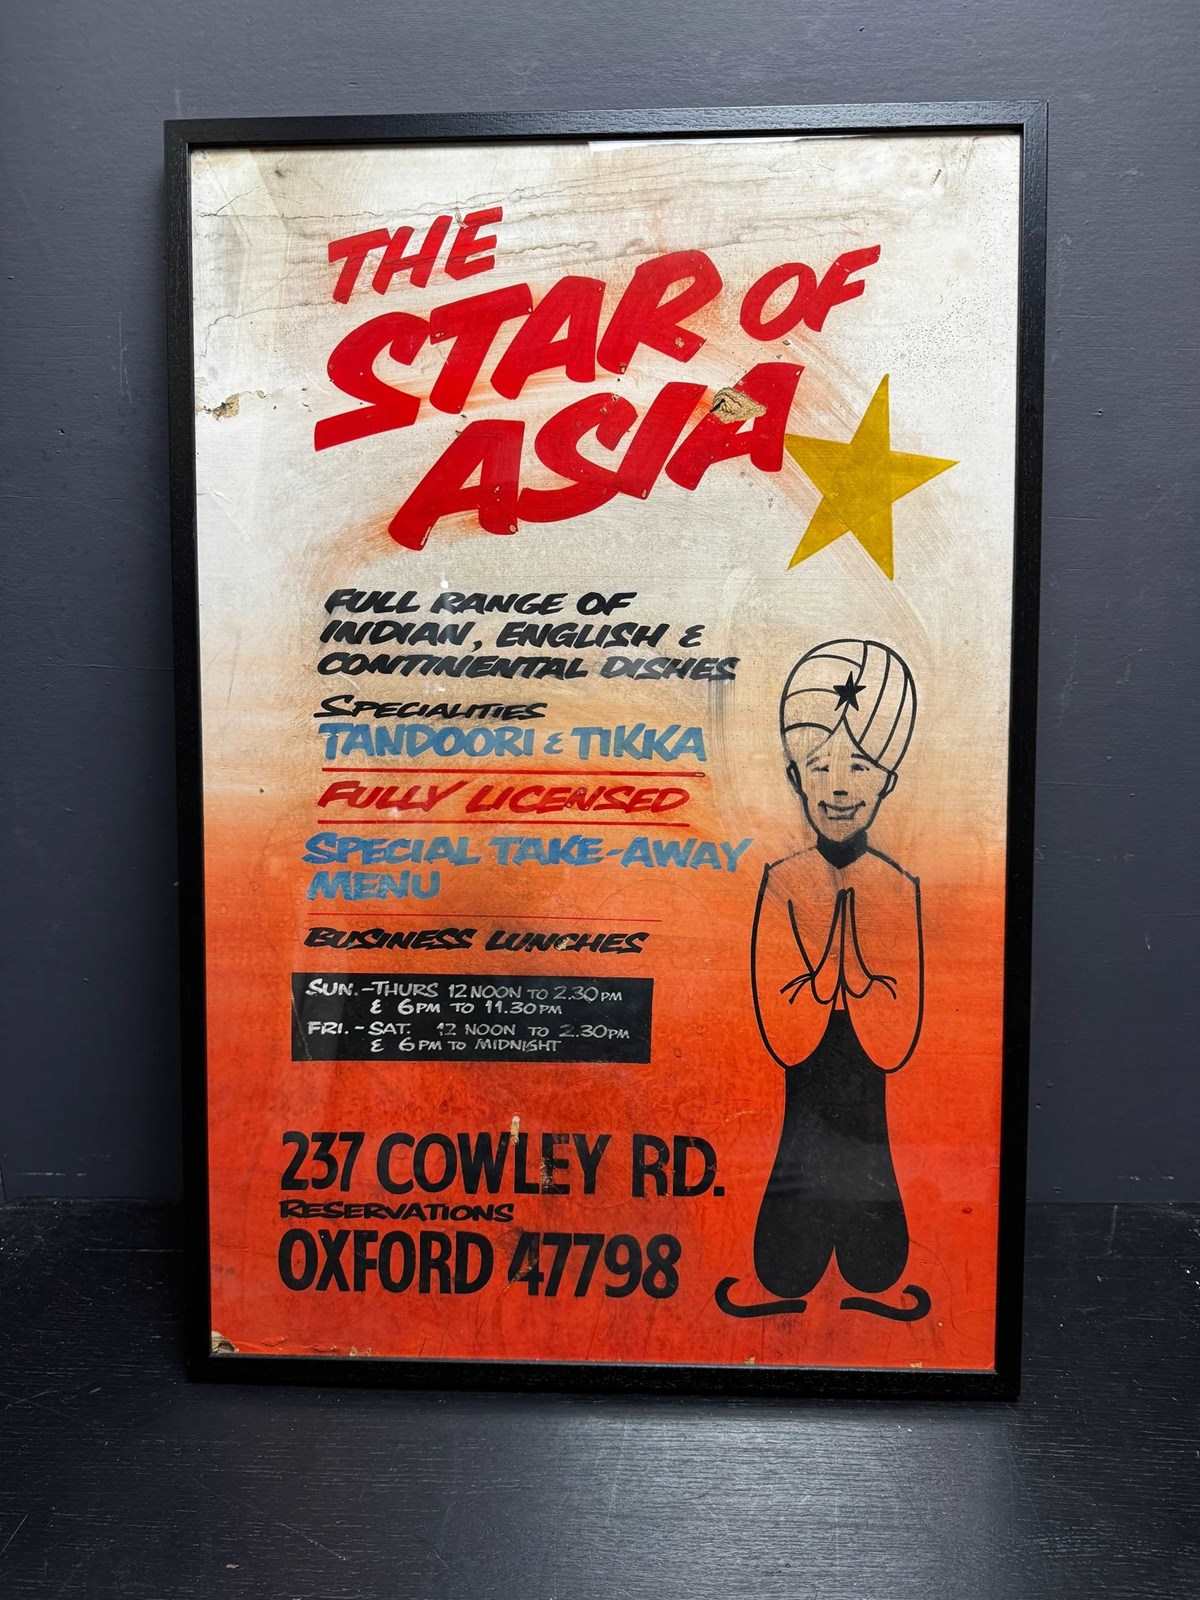 THE
STAR OF
ASIA
FULL RANGE OF
INDIAN, ENGLISH &
CONTINENTAL DISHES
SPECIALITIES
TANDOORI & TIKKA
FULLY LICENSED
SPECIAL TAKE-AWAY
MENU
BUSINESS LUNCHES
SUN.-THURS 12 NOON TO 2.30PM
& 6PM TO 11.30PM
FRI.-SAT. 12 NOON TO 2.30PM
& 6PM TO MIDNIGHT
237 COWLEY RD.
RESERVATIONS
OXFORD 47798